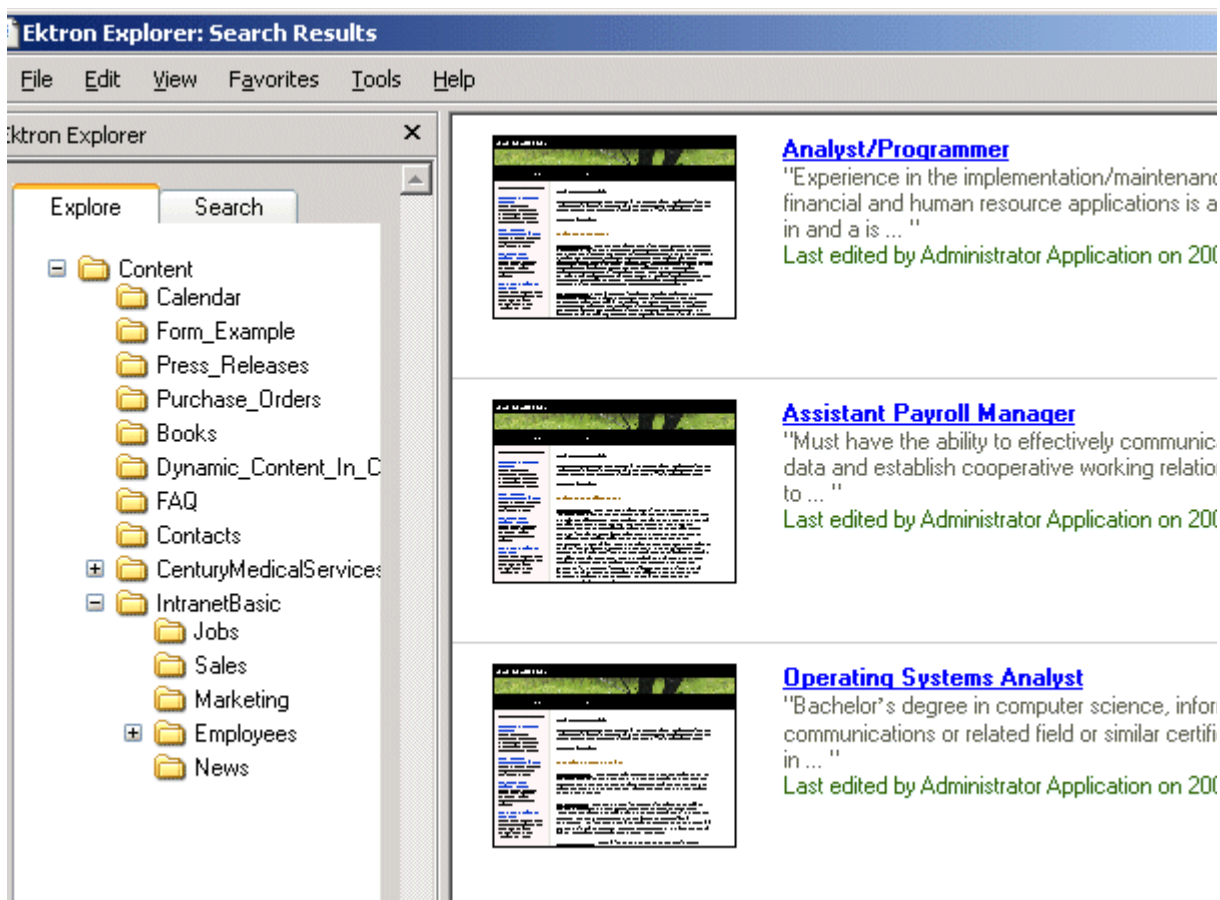 Ektron Explorer: Search Results
File Edit View Favorites Tools Help
Ektron Explorer
Explore Search
Content
Calendar
Form_Example
Press_Releases
Purchase_Orders
Books
Dynamic_Content_In_C
FAQ
Contacts
CenturyMedicalServices
IntranetBasic
Jobs
Sales
Marketing
Employees
News
Analyst/Programmer
"Experience in the implementation/maintenanc
financial and human resource applications is a
in and a is ... "
Last edited by Administrator Application on 200
Assistant Payroll Manager
"Must have the ability to effectively communica
data and establish cooperative working relation
to ... "
Last edited by Administrator Application on 200
Operating Systems Analyst
"Bachelor's degree in computer science, infor
communications or related field or similar certifi
in ... "
Last edited by Administrator Application on 200